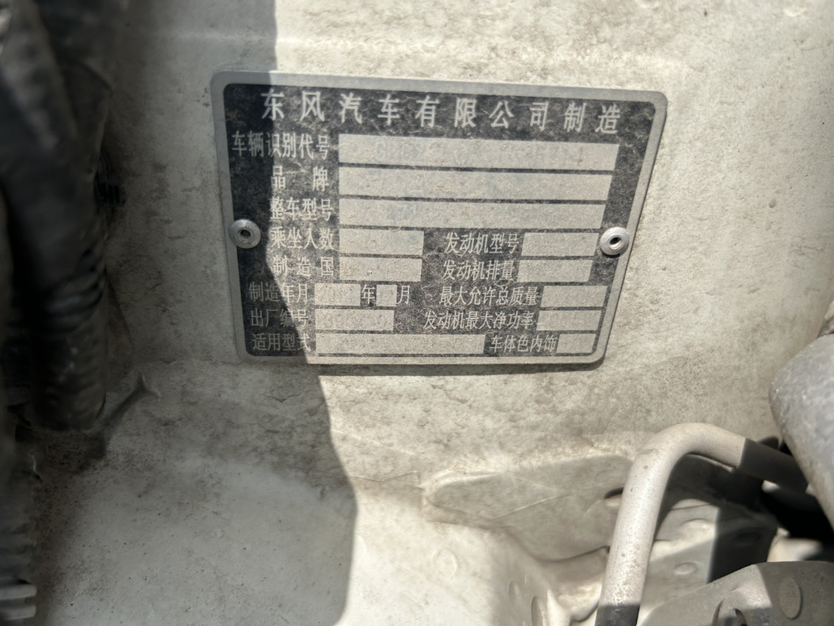 东风汽车有限公司制造
车辆识别代号
品牌
整车型号
乘坐人数 发动机型号
制造国 发动机排量
制造年月 年 月 最大允许总质量
出厂编号 发动机最大净功率
适用型式 车体色内饰